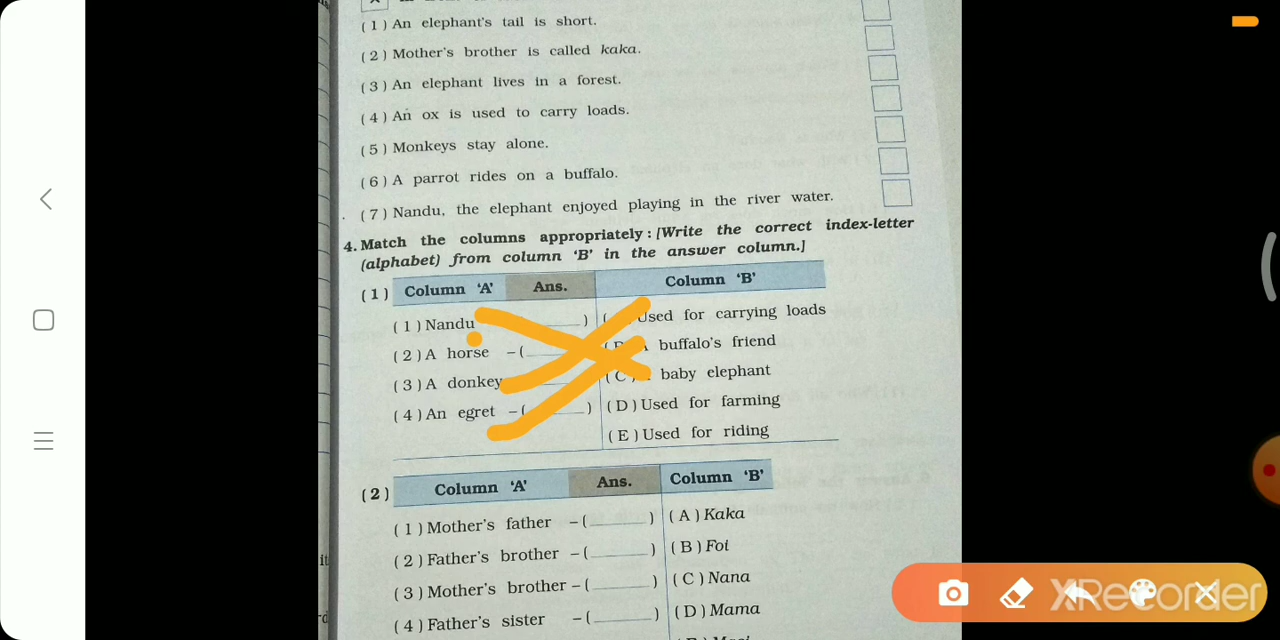 (1) An elephant's tail is short.
(2) Mother's brother is called kaka.
(3) An elephant lives in a forest.
(4) An ox is used to carry loads.
(5) Monkeys stay alone.
(6) A parrot rides on a buffalo.
(7) Nandu, the elephant enjoyed playing in the river water.
4. Match the columns appropriately : [Write the correct index-letter
(alphabet) from column 'B' in the answer column.]
(1) Column 'A' Ans. Column 'B'
(1) Nandu ) ( Used for carrying loads
(2) A horse –( buffalo's friend
(3) A donkey (C) baby elephant
(4) An egret –( ) (D) Used for farming
(E) Used for riding
(2) Column 'A' Ans. Column 'B'
(1) Mother's father –(______) (A) Kaka
(2) Father's brother –(______) (B) Foi
(3) Mother's brother –(______) (C) Nana
(4) Father's sister –(______) (D) Mama
XRecorder